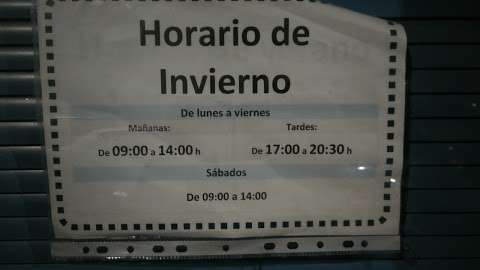 Horario de
Invierno
De lunes a viernes
Mañanas: Tardes:
De 09:00 a 14:00 h De 17:00 a 20:30 h
Sábados
De 09:00 a 14:00